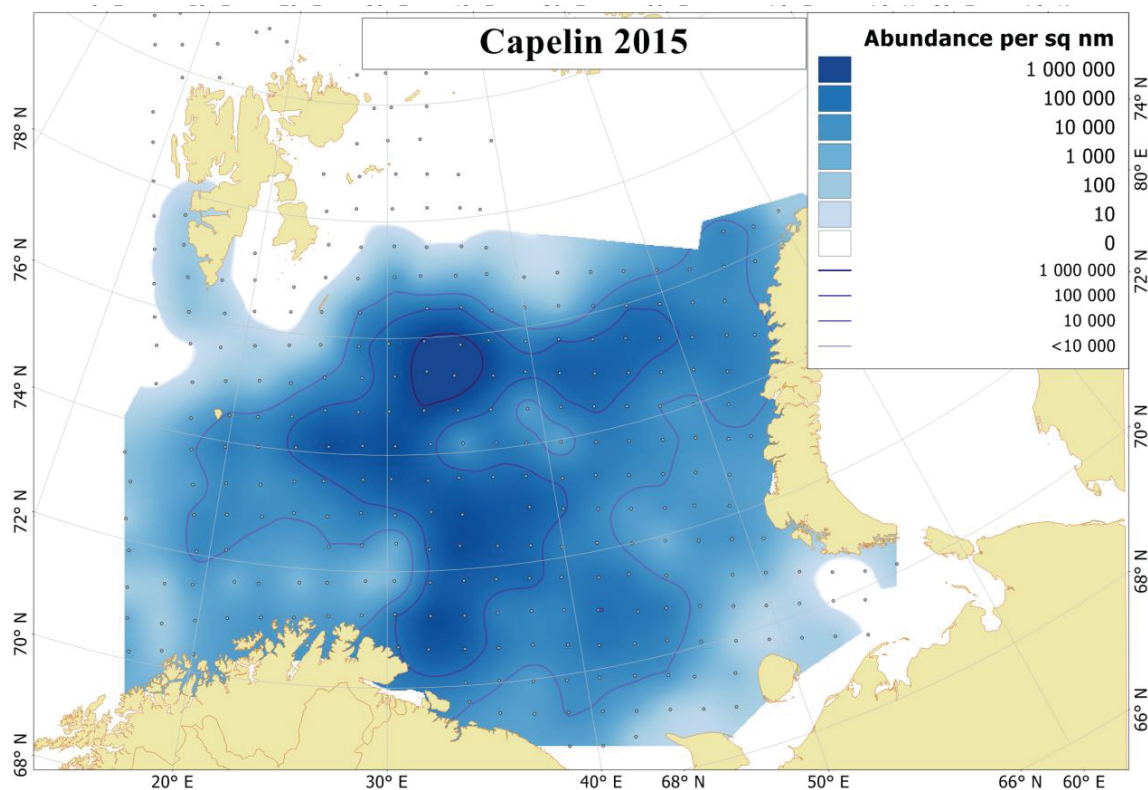 Capelin 2015
Abundance per sq nm
1 000 000
100 000
10 000
1 000
100
10
0
1 000 000
100 000
10 000
<10 000
78° N
76° N
74° N
72° N
70° N
68° N
74° N
80° E
72° N
70° N
68° N
66° N
20° E
30° E
40° E
68° N
50° E
66° N
60° E